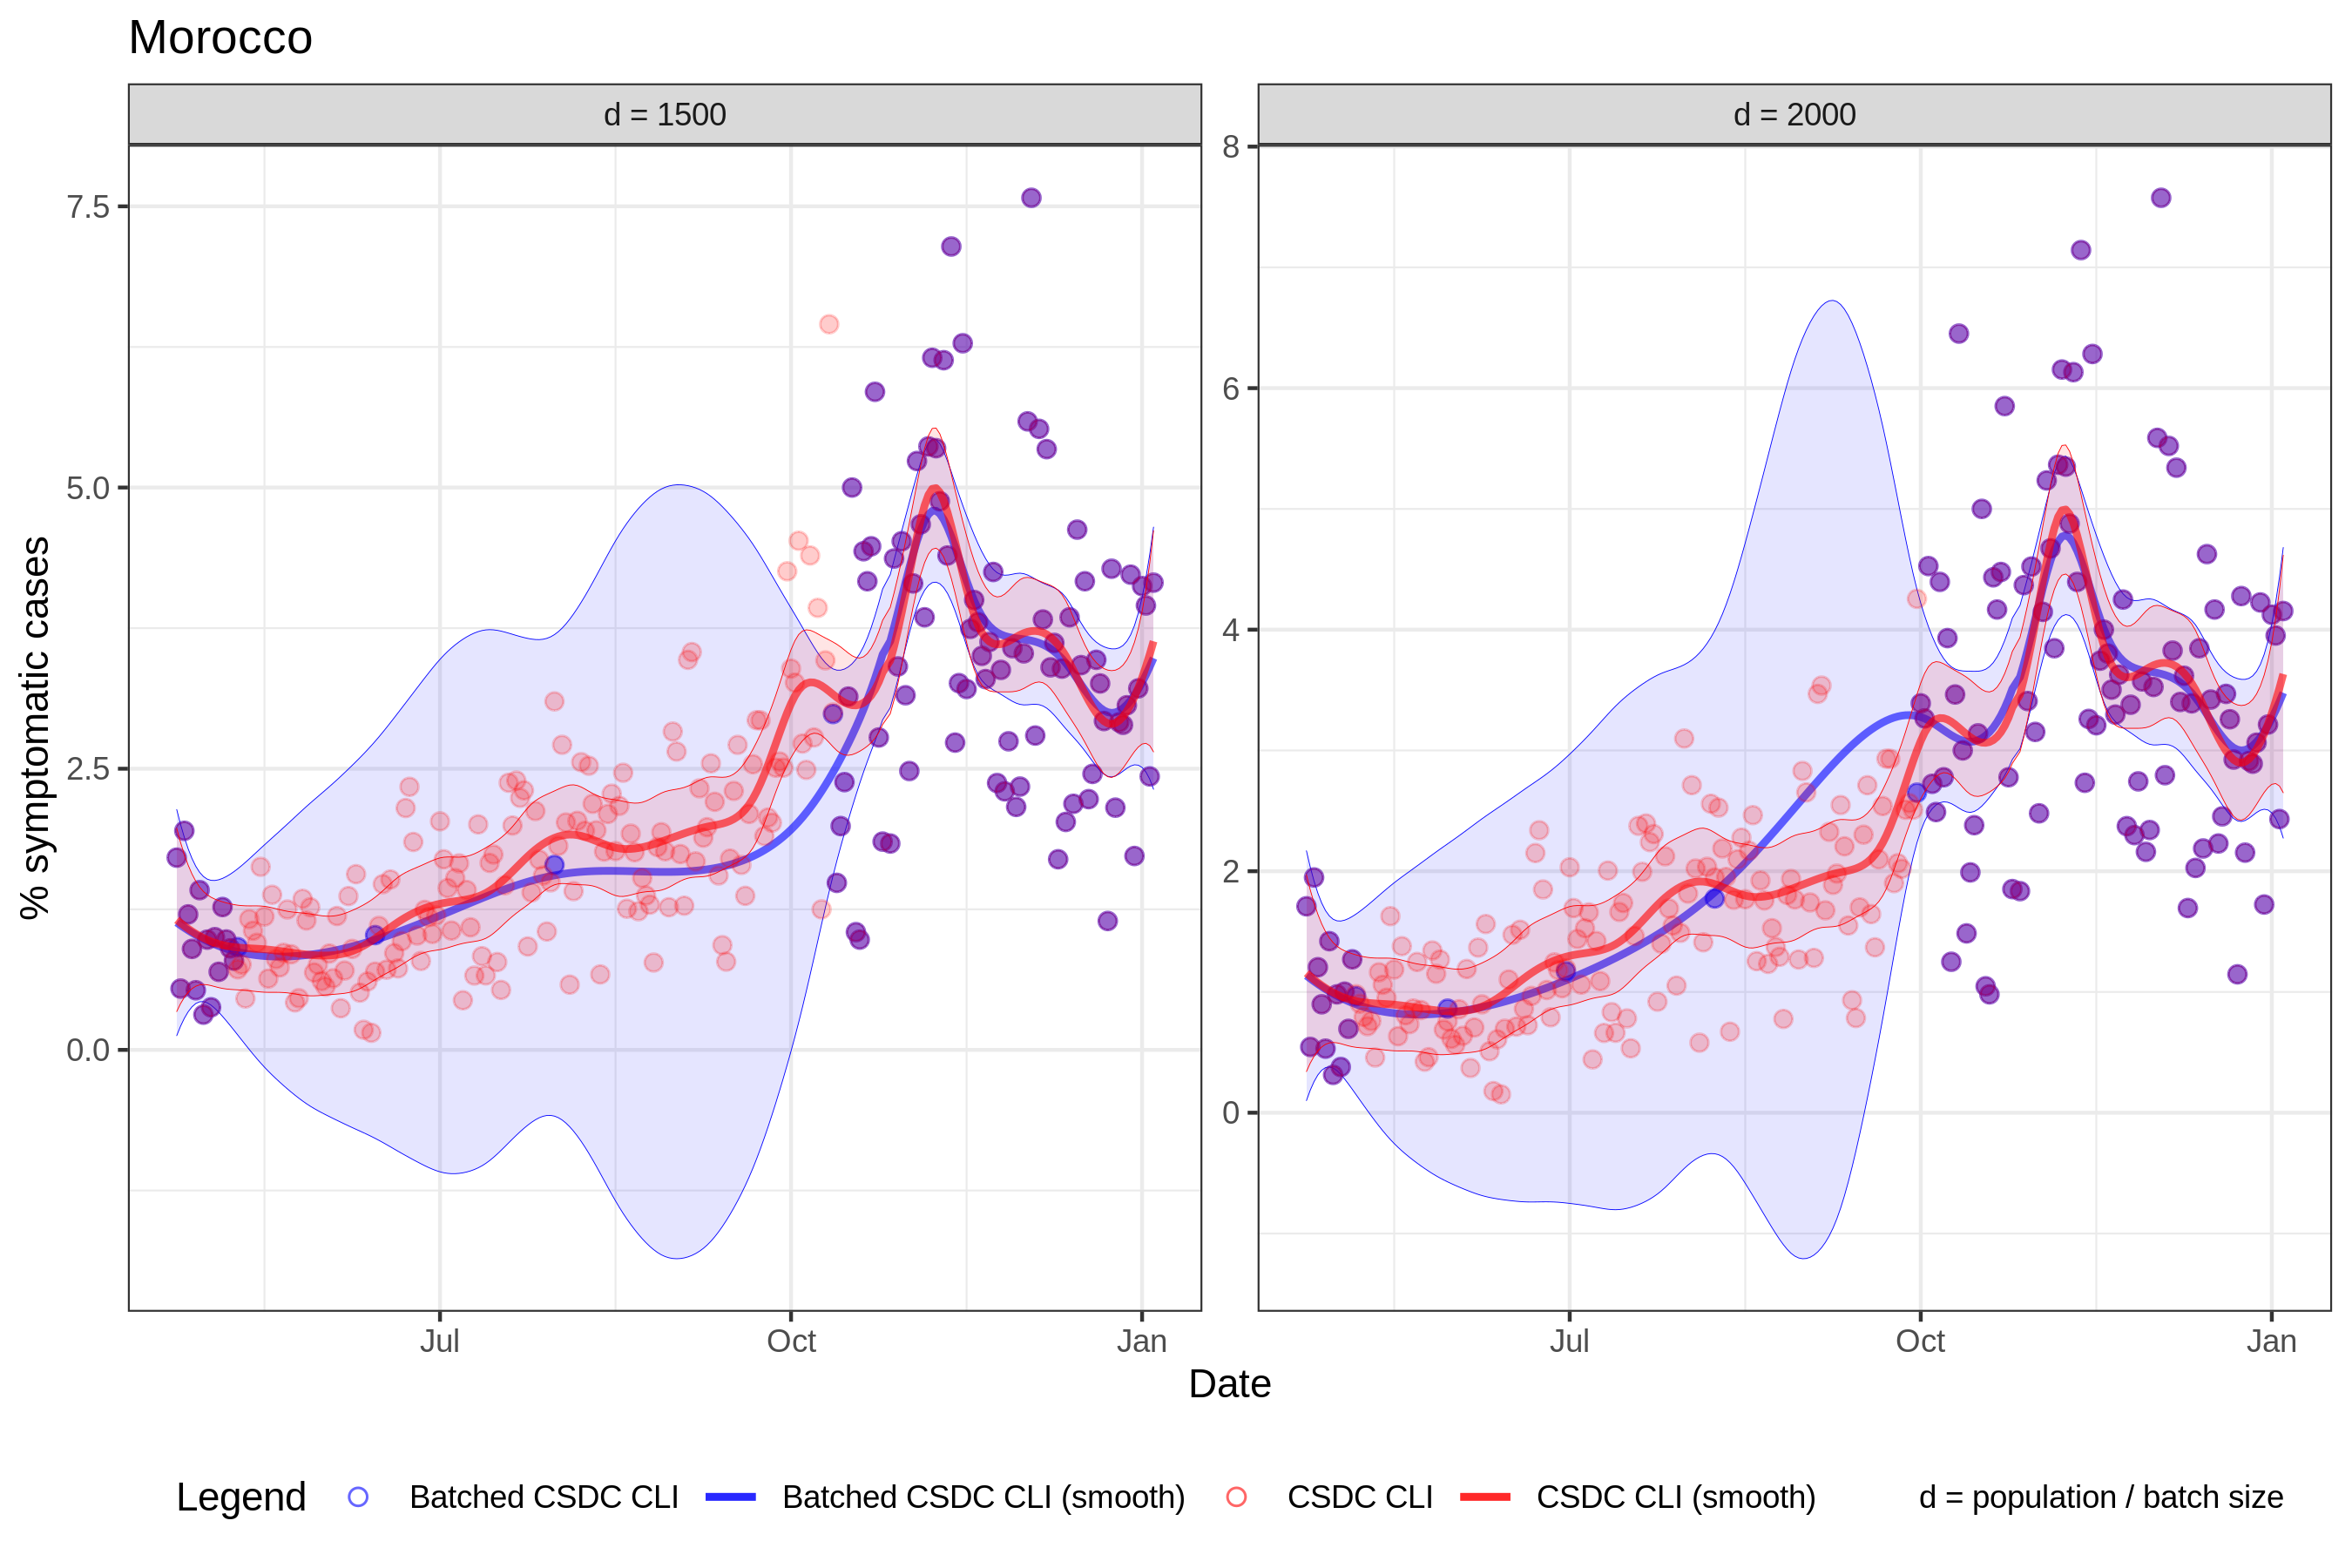 Morocco
d = 1500
d = 2000
% symptomatic cases
7.5
5.0
2.5
0.0
8
6
4
2
0
Jul
Oct
Jan
Jul
Oct
Jan
Date
Legend
Batched CSDC CLI
Batched CSDC CLI (smooth)
CSDC CLI
CSDC CLI (smooth)
d = population / batch size